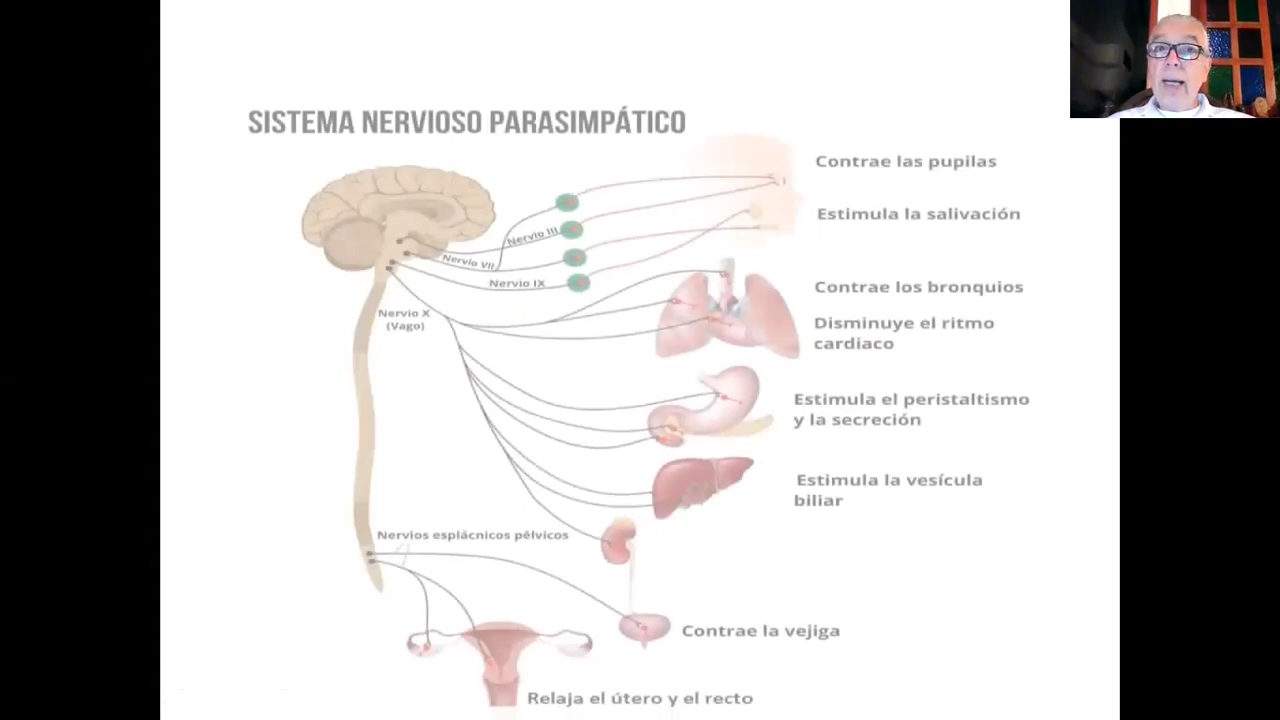 SISTEMA NERVIOSO PARASIMPÁTICO
Contrae las pupilas
Estimula la salivación
Nervio III
Nervio VII
Nervio IX
Contrae los bronquios
Nervio X
(Vago)
Disminuye el ritmo
cardiaco
Estimula el peristaltismo
y la secreción
Estimula la vesícula
biliar
Nervios esplácnicos pélvicos
Contrae la vejiga
Relaja el útero y el recto